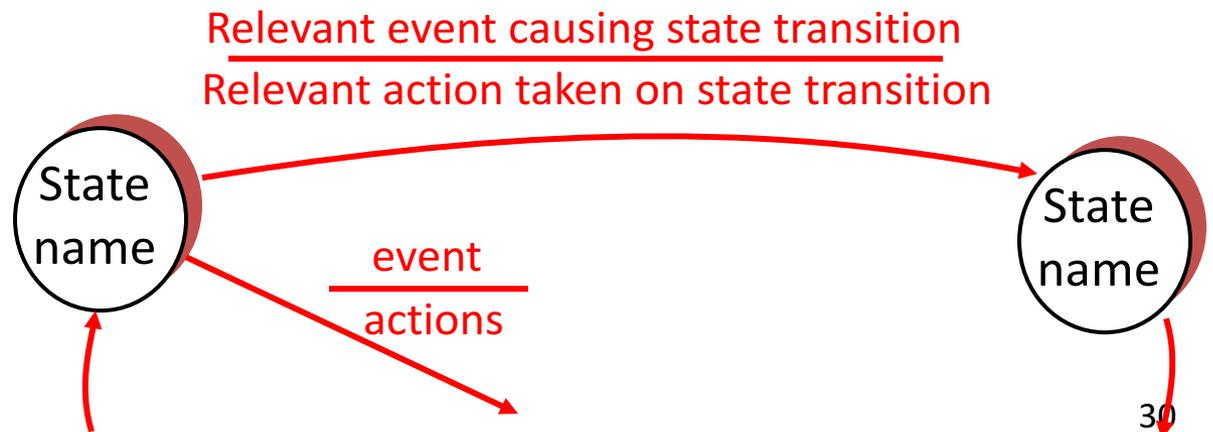 Relevant event causing state transition
Relevant action taken on state transition
State
name
State
name
event
actions
30